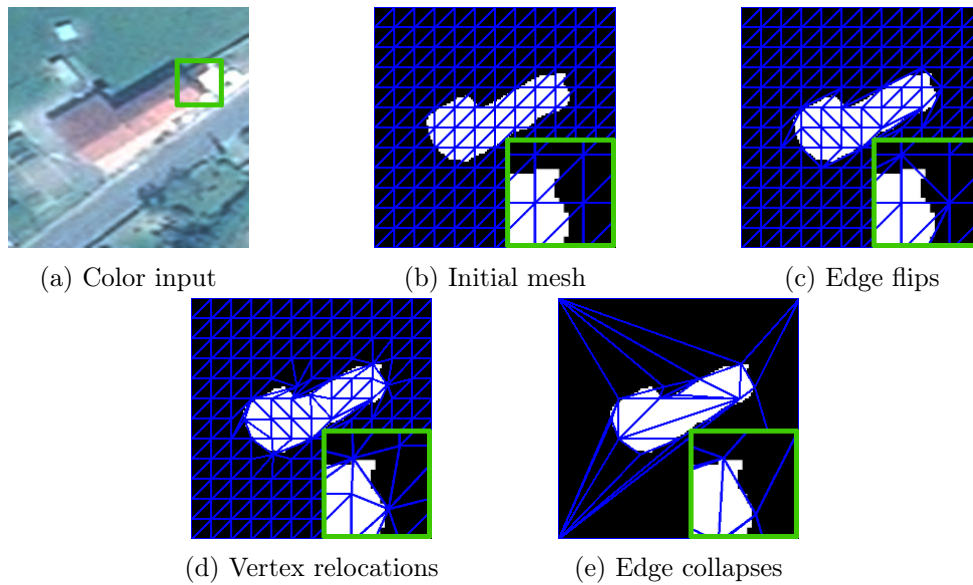 (a) Color input
(b) Initial mesh
(c) Edge flips
(d) Vertex relocations
(e) Edge collapses